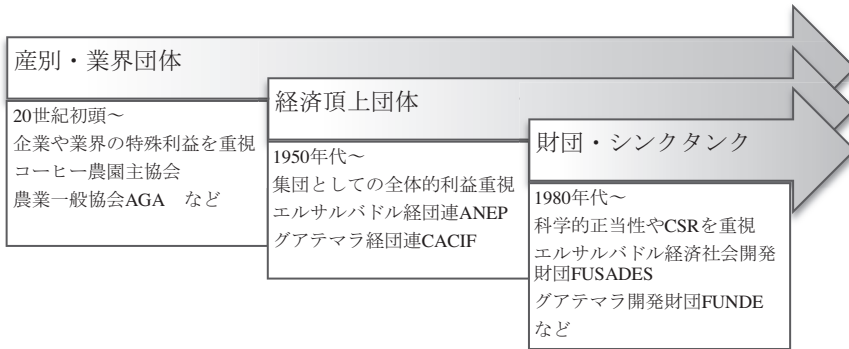 産別・業界団体
20世紀初頭～
企業や業界の特殊利益を重視
コーヒー農園主協会
農業一般協会AGA　など
経済頂上団体
1950年代～
集団としての全体的利益重視
エルサルバドル経団連ANEP
グアテマラ経団連CACIF
財団・シンクタンク
1980年代～
科学的正当性やCSRを重視
エルサルバドル経済社会開発
財団FUSADES
グアテマラ開発財団FUNDE
など